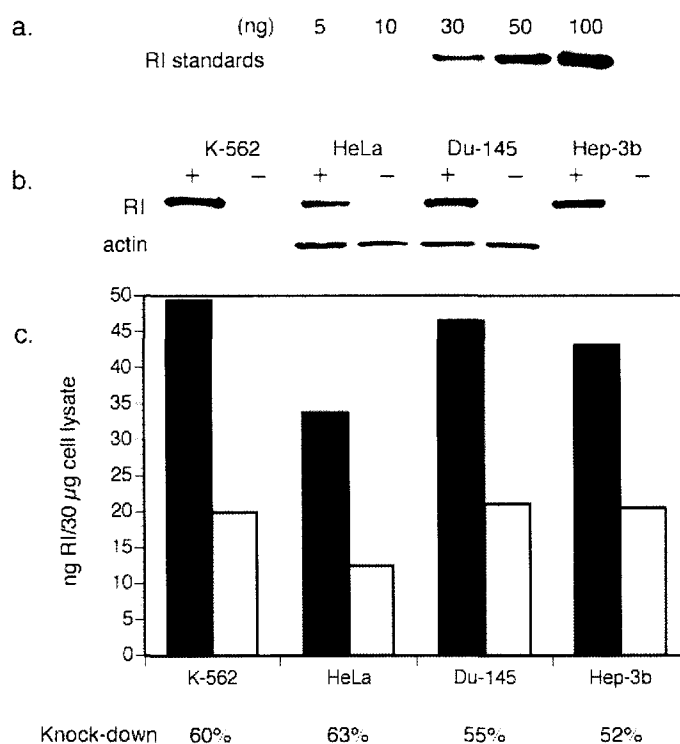 a.
(ng) 5 10 30 50 100
RI standards
K-562 HeLa Du-145 Hep-3b
b. + − + − + − + −
RI
actin
c.
50
45
40
35
30
25
20
15
10
5
0
ng RI/30 µg cell lysate
K-562 HeLa Du-145 Hep-3b
Knock-down 60% 63% 55% 52%